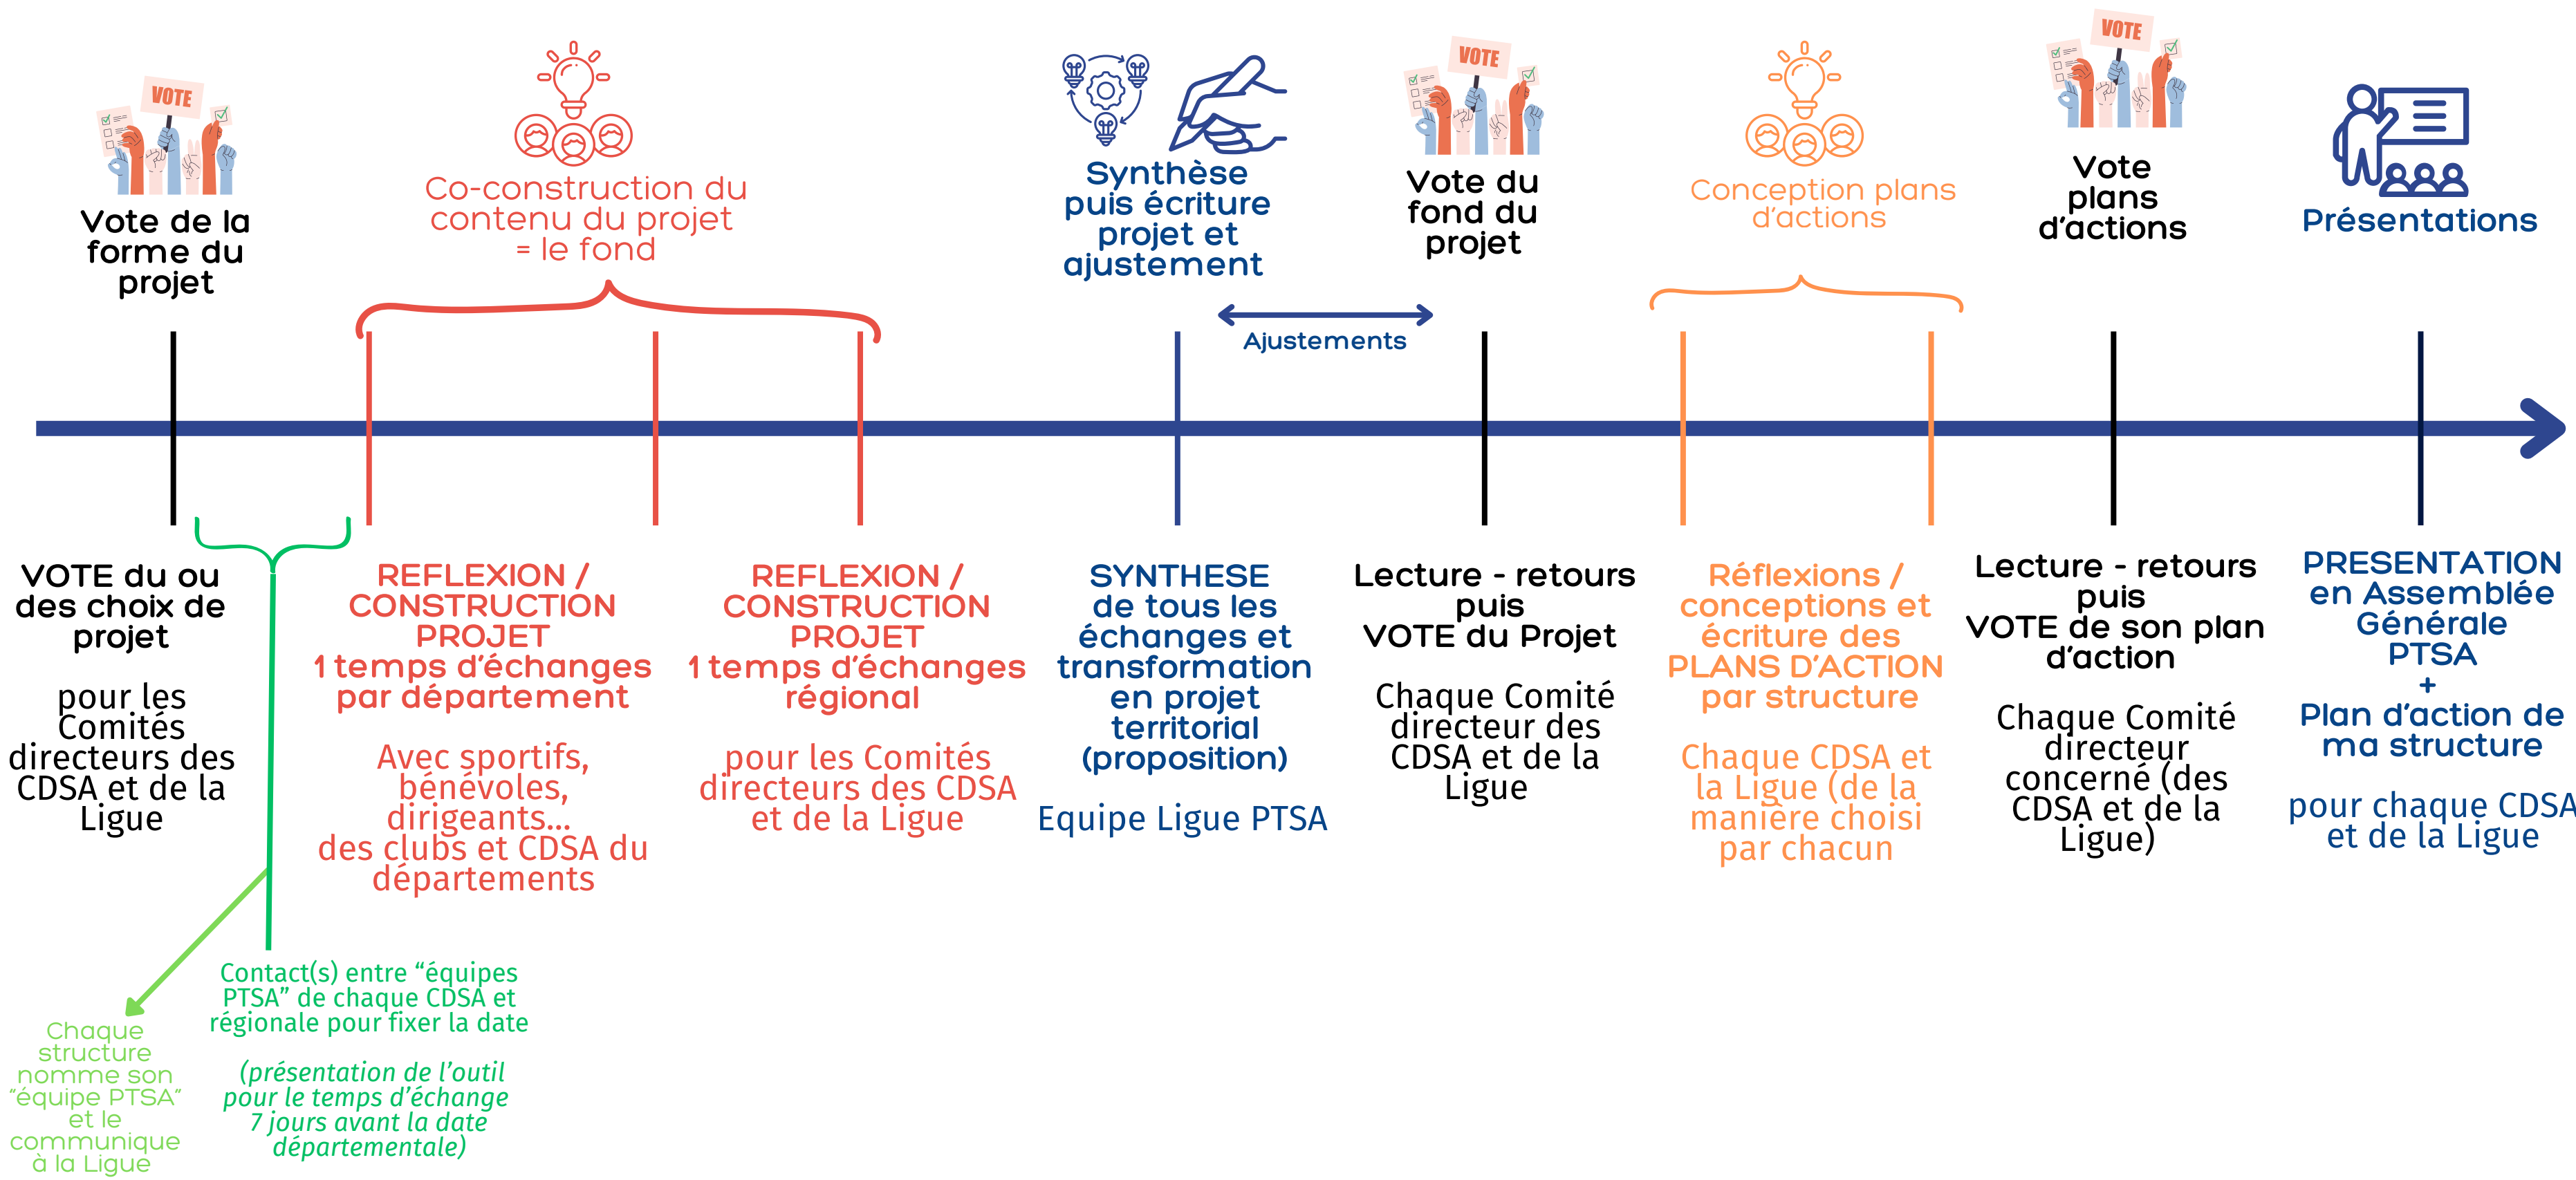 VOTE
Vote de la
forme du
projet
Co-construction du
contenu du projet
= le fond
Synthèse
puis écriture
projet et
ajustement
Ajustements
VOTE
Vote du
fond du
projet
Conception plans
d'actions
VOTE
Vote
plans
d'actions
Présentations
VOTE du ou
des choix de
projet
pour les
Comités
directeurs des
CDSA et de la
Ligue
REFLEXION /
CONSTRUCTION
PROJET
1 temps d'échanges
par département
Avec sportifs,
bénévoles,
dirigeants...
des clubs et CDSA du
départements
REFLEXION /
CONSTRUCTION
PROJET
1 temps d'échanges
régional
pour les Comités
directeurs des CDSA
et de la Ligue
SYNTHESE
de tous les
échanges et
transformation
en projet
territorial
(proposition)
Equipe Ligue PTSA
Lecture - retours
puis
VOTE du Projet
Chaque Comité
directeur des
CDSA et de la
Ligue
Réflexions /
conceptions et
écriture des
PLANS D'ACTION
par structure
Chaque CDSA et
la Ligue (de la
manière choisi
par chacun
Lecture - retours
puis
VOTE de son plan
d'action
Chaque Comité
directeur
concerné (des
CDSA et de la
Ligue)
PRESENTATION
en Assemblée
Générale
PTSA
+
Plan d'action de
ma structure
pour chaque CDSA
et de la Ligue
Chaque
structure
nomme son
“équipe PTSA”
et le
communique
à la Ligue
Contact(s) entre “équipes
PTSA” de chaque CDSA et
régionale pour fixer la date
(présentation de l'outil
pour le temps d'échange
7 jours avant la date
départementale)